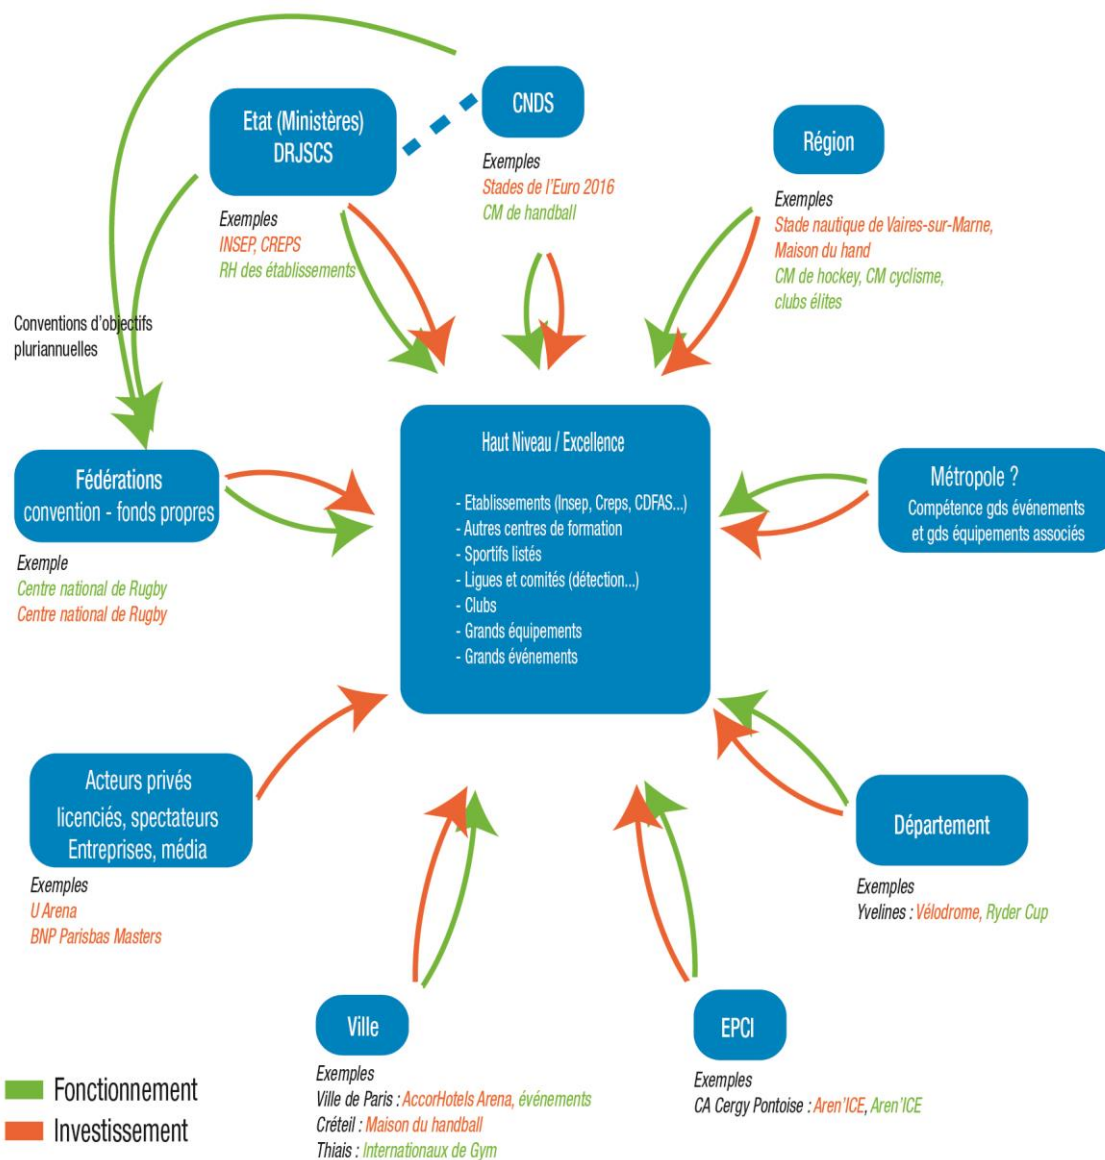 CNDS
Etat (Ministères)
DRJSCS
Région
Exemples
Stades de l'Euro 2016
CM de handball
Exemples
INSEP, CREPS
RH des établissements
Exemples
Stade nautique de Vaires-sur-Marne,
Maison du hand
CM de hockey, CM cyclisme,
clubs élites
Conventions d'objectifs
pluriannuelles
Haut Niveau / Excellence
- Etablissements (Insep, Creps, CDFAS...)
- Autres centres de formation
- Sportifs listés
- Ligues et comités (détection...)
- Clubs
- Grands équipements
- Grands événements
Fédérations
convention - fonds propres
Exemple
Centre national de Rugby
Centre national de Rugby
Métropole ?
Compétence gds événements
et gds équipements associés
Acteurs privés
licenciés, spectateurs
Entreprises, média
Exemples
U Arena
BNP Parisbas Masters
Département
Exemples
Yvelines : Vélodrome, Ryder Cup
Ville
Exemples
Ville de Paris : AccorHotels Arena, événements
Créteil : Maison du handball
Thiais : Internationaux de Gym
EPCI
Exemples
CA Cergy Pontoise : Aren'ICE, Aren'ICE
Fonctionnement
Investissement